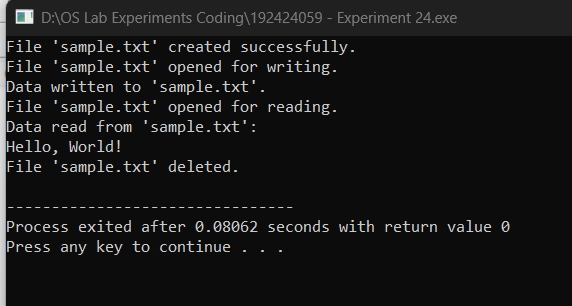 D:\OS Lab Experiments Coding\192424059 - Experiment 24.exe
File 'sample.txt' created successfully.
File 'sample.txt' opened for writing.
Data written to 'sample.txt'.
File 'sample.txt' opened for reading.
Data read from 'sample.txt':
Hello, World!
File 'sample.txt' deleted.
--------------------------------
Process exited after 0.08062 seconds with return value 0
Press any key to continue . . .